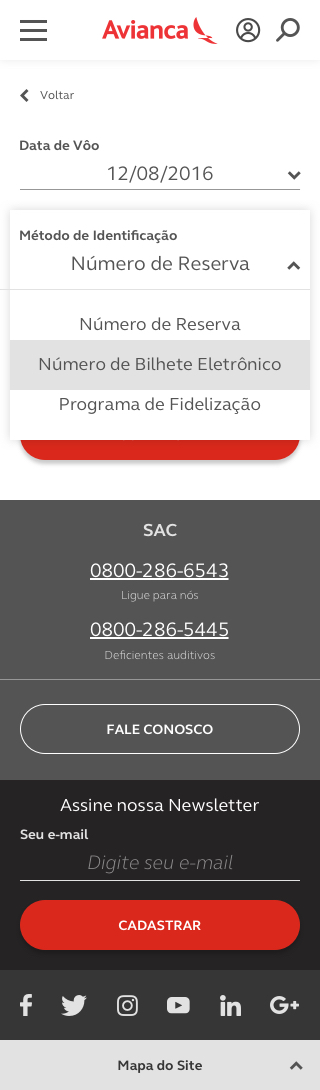 Avianca
Voltar
Data de Vôo
12/08/2016
Método de Identificação
Número de Reserva
Número de Reserva
Número de Bilhete Eletrônico
Programa de Fidelização
SAC
0800-286-6543
Ligue para nós
0800-286-5445
Deficientes auditivos
FALE CONOSCO
Assine nossa Newsletter
Seu e-mail
Digite seu e-mail
CADASTRAR
Mapa do Site